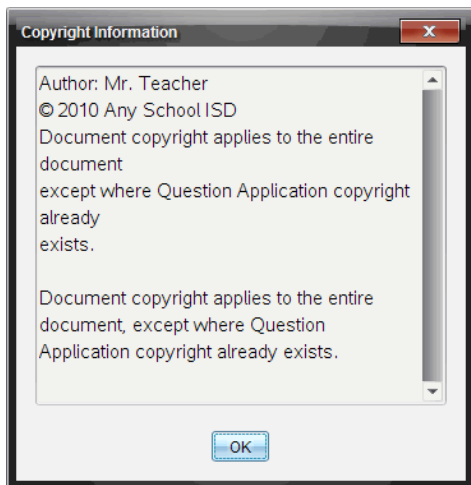 Copyright Information
Author: Mr. Teacher
© 2010 Any School ISD
Document copyright applies to the entire
document
except where Question Application copyright
already
exists.
Document copyright applies to the entire
document, except where Question
Application copyright already exists.
OK